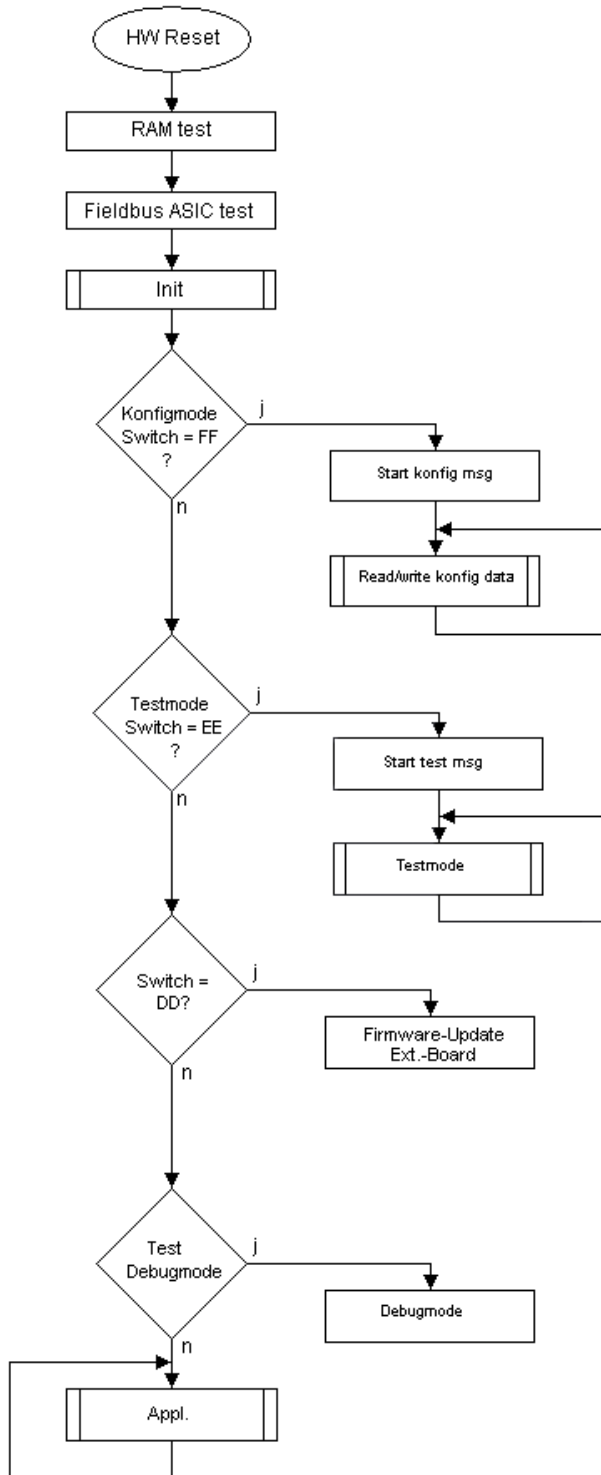 HW Reset
RAM test
Fieldbus ASIC test
Init
Konfigmode
Switch = FF
?
j
n
Start konfig msg
Read/write konfig data
Testmode
Switch = EE
?
j
n
Start test msg
Testmode
Switch =
DD?
j
n
Firmware-Update
Ext.-Board
Test
Debugmode
j
n
Debugmode
Appl.